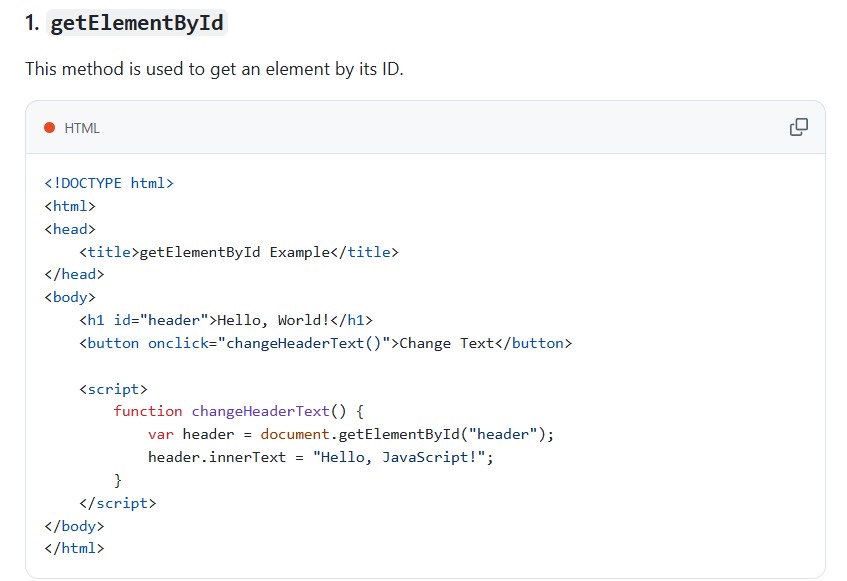 1. getElementById
This method is used to get an element by its ID.
HTML
<!DOCTYPE html>
<html>
<head>
    <title>getElementById Example</title>
</head>
<body>
    <h1 id="header">Hello, World!</h1>
    <button onclick="changeHeaderText()">Change Text</button>

    <script>
        function changeHeaderText() {
            var header = document.getElementById("header");
            header.innerText = "Hello, JavaScript!";
        }
    </script>
</body>
</html>